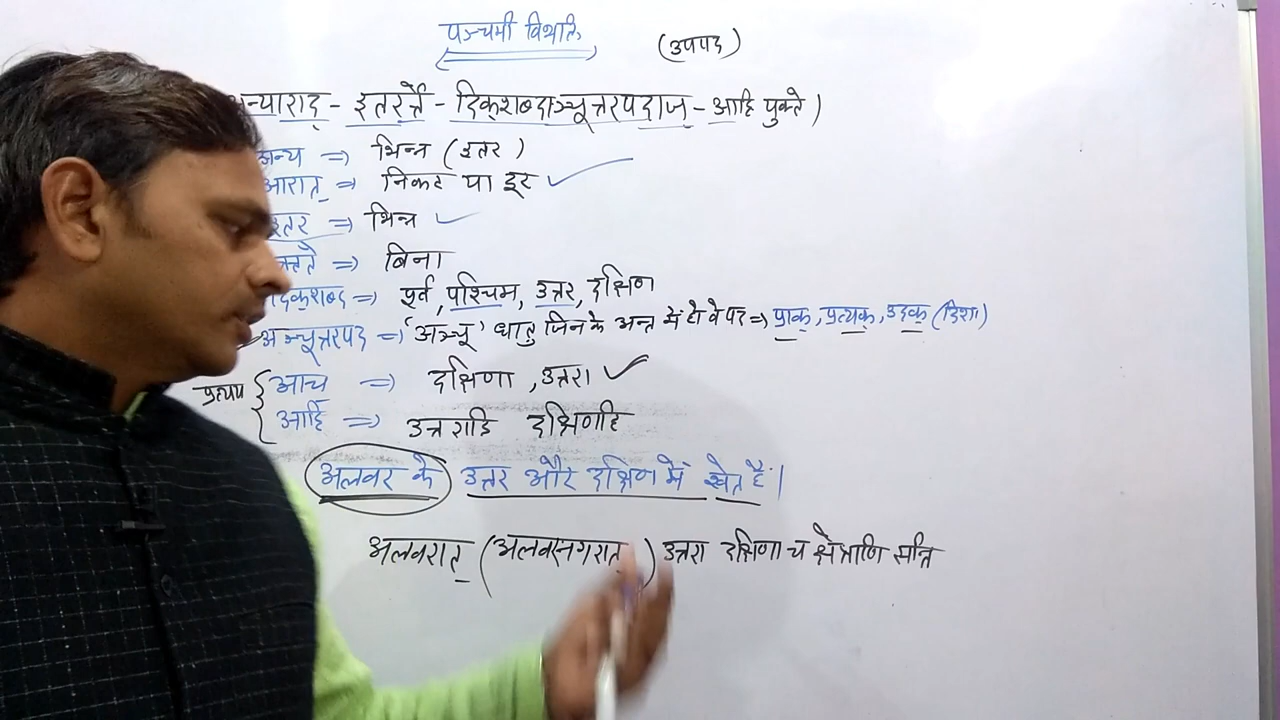 पञ्चमी विभक्ति
(उपपद)
न्याराद् - इतरर्त्ते - दिक्शब्दाञ्चूत्तरपदाज् - आहि युक्ते)
अन्य => भिन्न (इतर)
आरात् => निकट या दूर ✓
इतर => भिन्न ✓
ऋते => बिना
दिक्शब्द => पूर्व, पश्चिम, उत्तर, दक्षिण
अञ्चूत्तरपद => 'अञ्चू' धातु जिनके अन्त में हो वे पद => प्राक्, प्रत्यक्, उदक् (दिशा)
प्रत्यय { आच => दक्षिणा, उत्तरा ✓
आहि => उत्तराहि दक्षिणहि
अलवर के उत्तर और दक्षिण में खेत हैं।
अलवरात् (अलवरनगरात्) उत्तरा दक्षिणा च क्षेत्राणि सन्ति